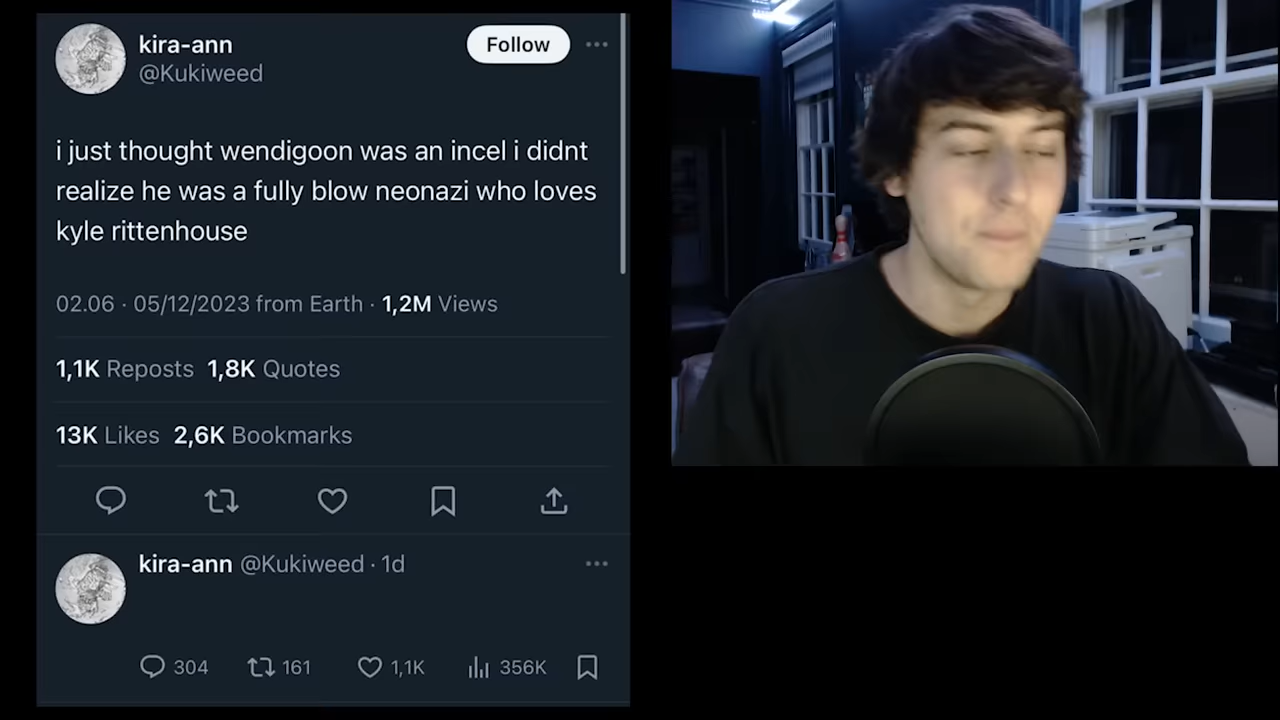 kira-ann
Follow
@Kukiweed
i just thought wendigoon was an incel i didnt
realize he was a fully blow neonazi who loves
kyle rittenhouse
02.06 · 05/12/2023 from Earth · 1,2M Views
1,1K Reposts 1,8K Quotes
13K Likes 2,6K Bookmarks
kira-ann @Kukiweed · 1d
304 161 1,1K 356K